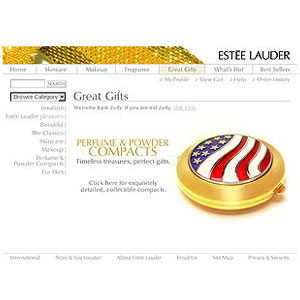 ESTĒE LAUDER
Home Skincare Makeup Fragrance Great Gifts What's Hot Best Sellers
My Profile View Cart Help Order History
SEARCH
Browse Category
Great Gifts
Welcome back Judy. If you are not Judy, click here.
Intuition
Estée Lauder pleasures
Beautiful
The Classics
Skincare
Makeup
Perfume &
Powder Compacts
For Him
PERFUME & POWDER
COMPACTS
Timeless treasures, perfect gifts.
Click here for exquisitely
detailed, collectible compacts.
International Store & Spa Locator About Estée Lauder Email Us Site Map Privacy & Security